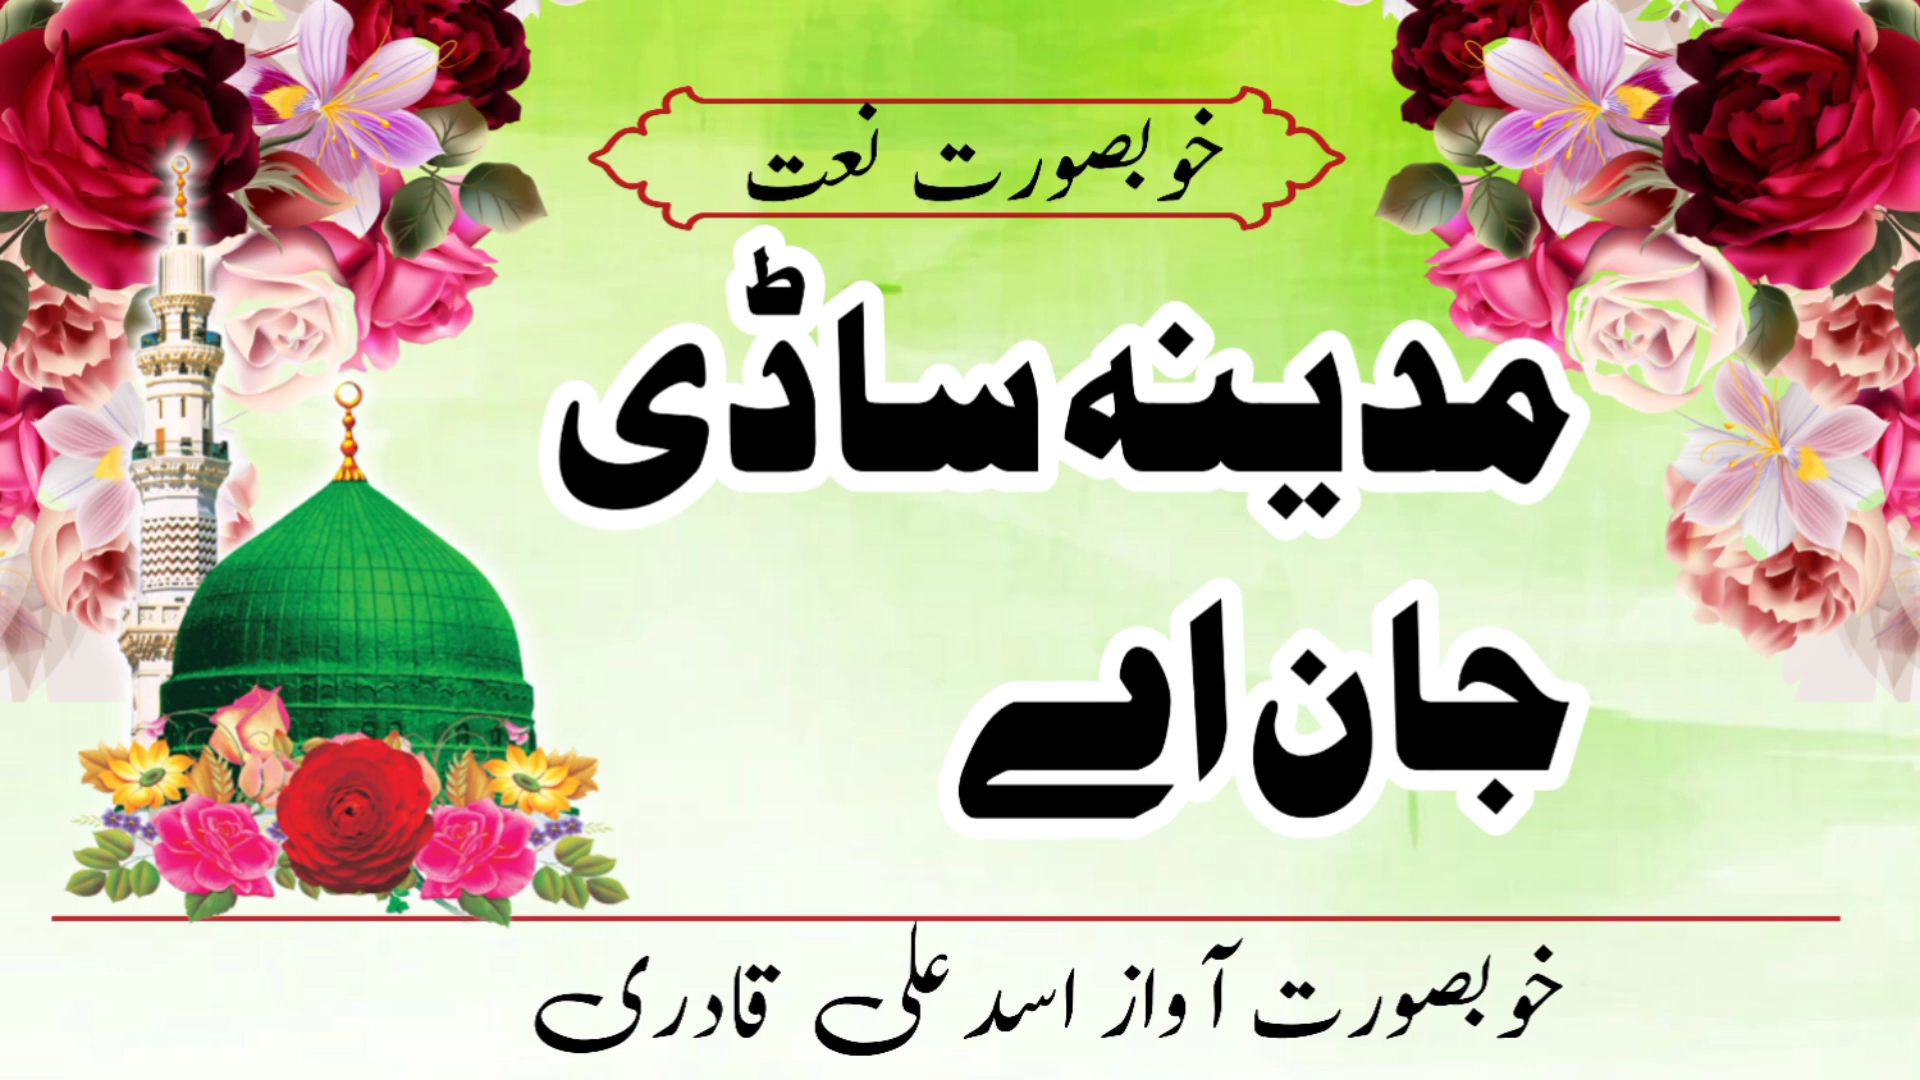 خوبصورت نعت
مدینہ ساڈی
جان اے
خوبصورت آواز اسد علی قادری